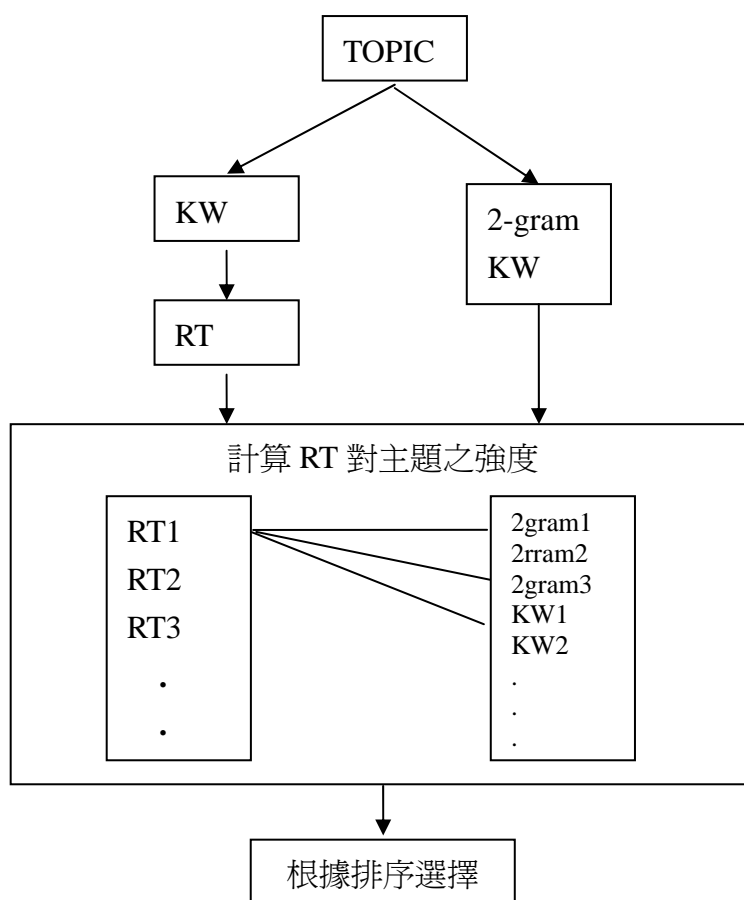 TOPIC
KW
2-gram
KW
RT
計算 RT 對主題之強度
RT1
RT2
RT3
.
.
2gram1
2rram2
2gram3
KW1
KW2
.
.
.
根據排序選擇